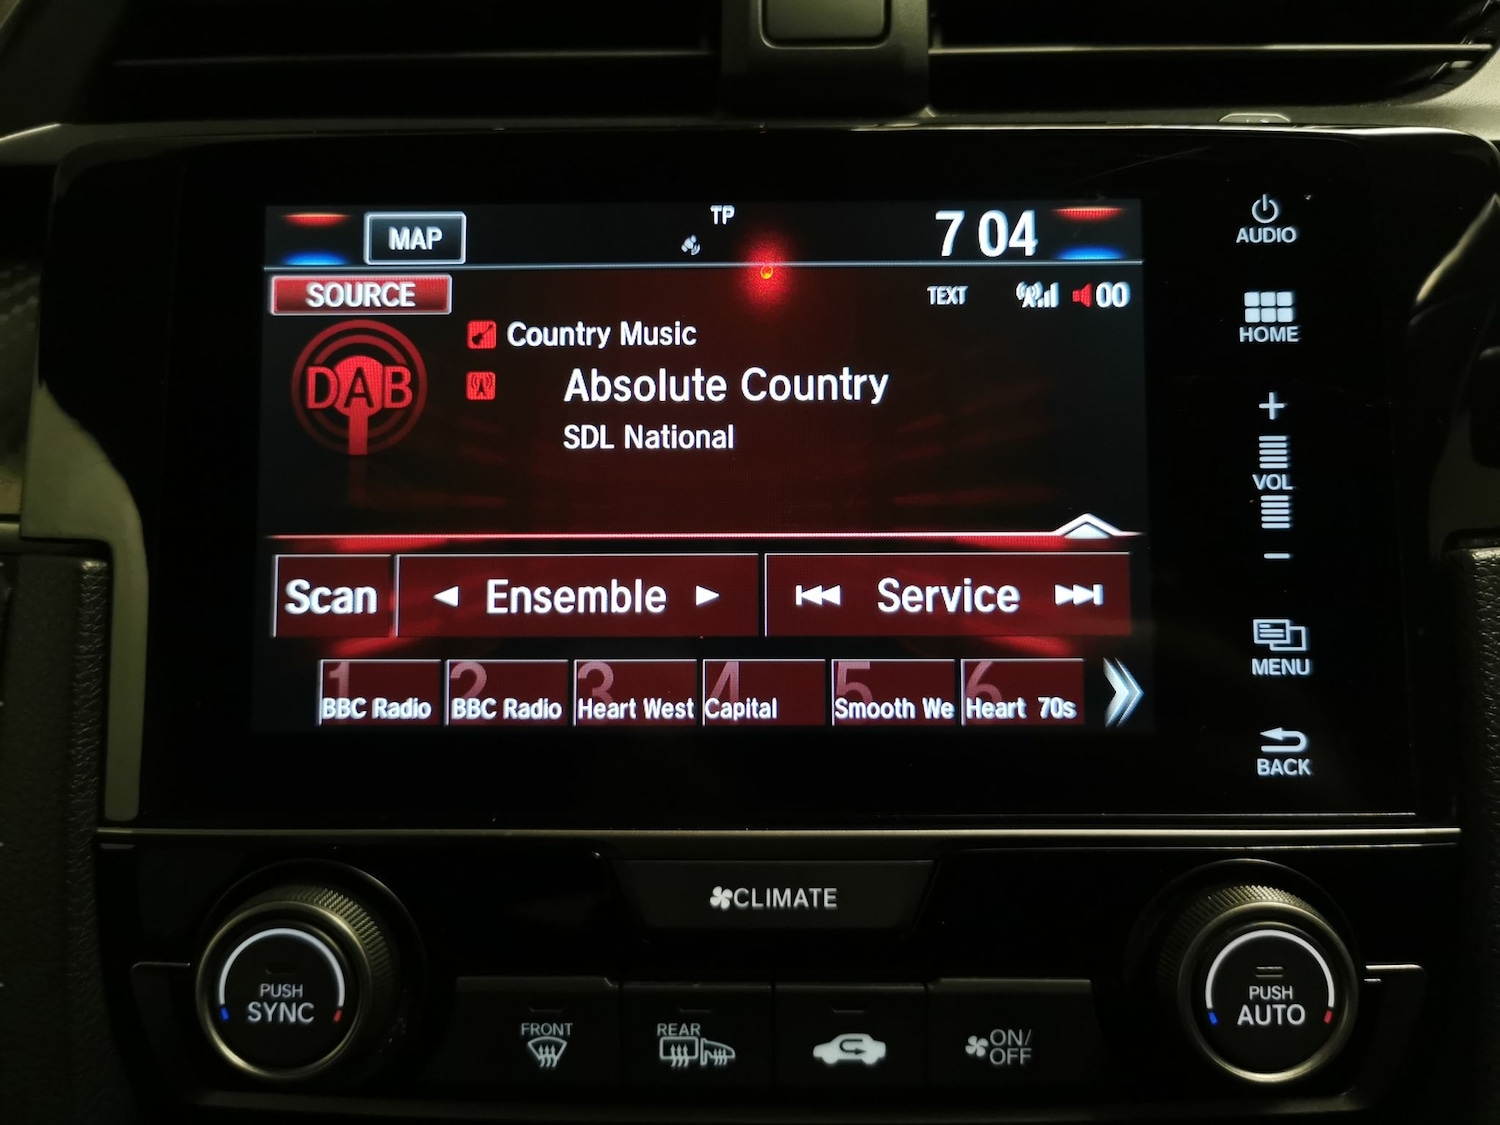 TP
MAP
7 04
AUDIO
SOURCE
TEXT
00
HOME
DAB
Country Music
Absolute Country
SDL National
+
VOL
-
Scan
Ensemble
Service
MENU
1
BBC Radio
2
BBC Radio
3
Heart West
4
Capital
5
Smooth We
6
Heart 70s
BACK
CLIMATE
PUSH
SYNC
FRONT
REAR
ON/
OFF
PUSH
AUTO